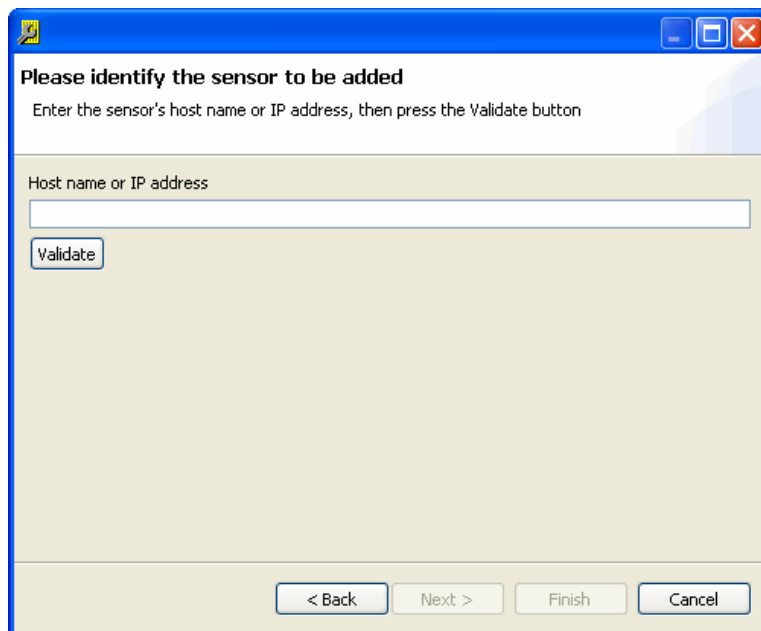 Please identify the sensor to be added
Enter the sensor's host name or IP address, then press the Validate button
Host name or IP address
Validate
< Back Next > Finish Cancel